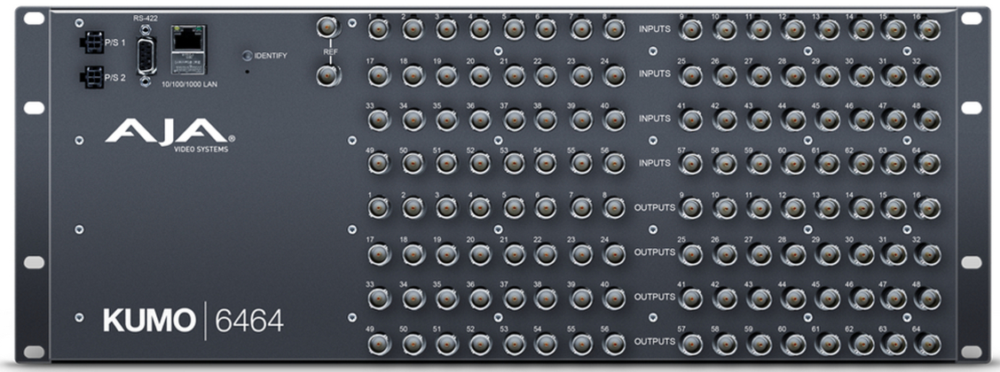 RS-422
P/S 1
P/S 2
10/100/1000 LAN
IDENTIFY
REF
AJA®
VIDEO SYSTEMS
KUMO | 6464
1 2 3 4 5 6 7 8 INPUTS 9 10 11 12 13 14 15 16
17 18 19 20 21 22 23 24 INPUTS 25 26 27 28 29 30 31 32
33 34 35 36 37 38 39 40 INPUTS 41 42 43 44 45 46 47 48
49 50 51 52 53 54 55 56 INPUTS 57 58 59 60 61 62 63 64
1 2 3 4 5 6 7 8 OUTPUTS 9 10 11 12 13 14 15 16
17 18 19 20 21 22 23 24 OUTPUTS 25 26 27 28 29 30 31 32
33 34 35 36 37 38 39 40 OUTPUTS 41 42 43 44 45 46 47 48
49 50 51 52 53 54 55 56 OUTPUTS 57 58 59 60 61 62 63 64